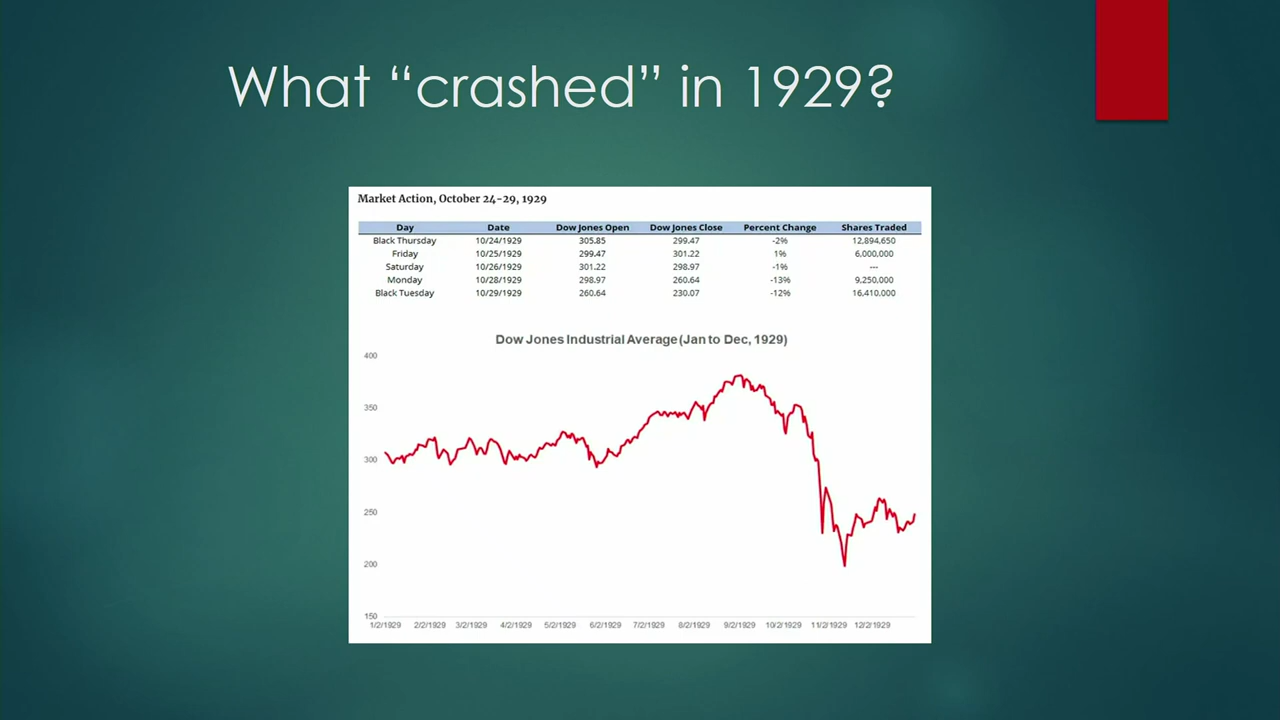 What “crashed” in 1929?
Market Action, October 24-29, 1929
Day Date Dow Jones Open Dow Jones Close Percent Change Shares Traded
Black Thursday 10/24/1929 305.85 299.47 -2% 12,894,650
Friday 10/25/1929 299.47 301.22 1% 6,000,000
Saturday 10/26/1929 301.22 298.97 -1% ---
Monday 10/28/1929 298.97 260.64 -13% 9,250,000
Black Tuesday 10/29/1929 260.64 230.07 -12% 16,410,000
Dow Jones Industrial Average (Jan to Dec, 1929)
400
350
300
250
200
150
1/2/1929 2/2/1929 3/2/1929 4/2/1929 5/2/1929 6/2/1929 7/2/1929 8/2/1929 9/2/1929 10/2/1929 11/2/1929 12/2/1929